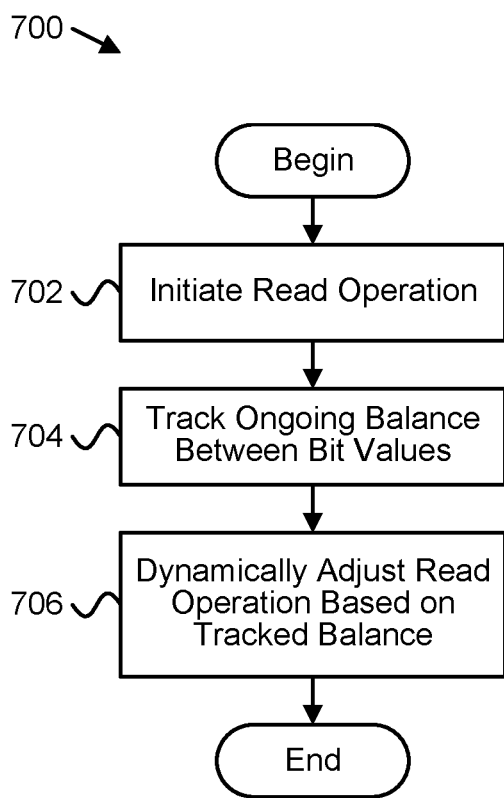 700
Begin
702
Initiate Read Operation
704
Track Ongoing Balance
Between Bit Values
706
Dynamically Adjust Read
Operation Based on
Tracked Balance
End